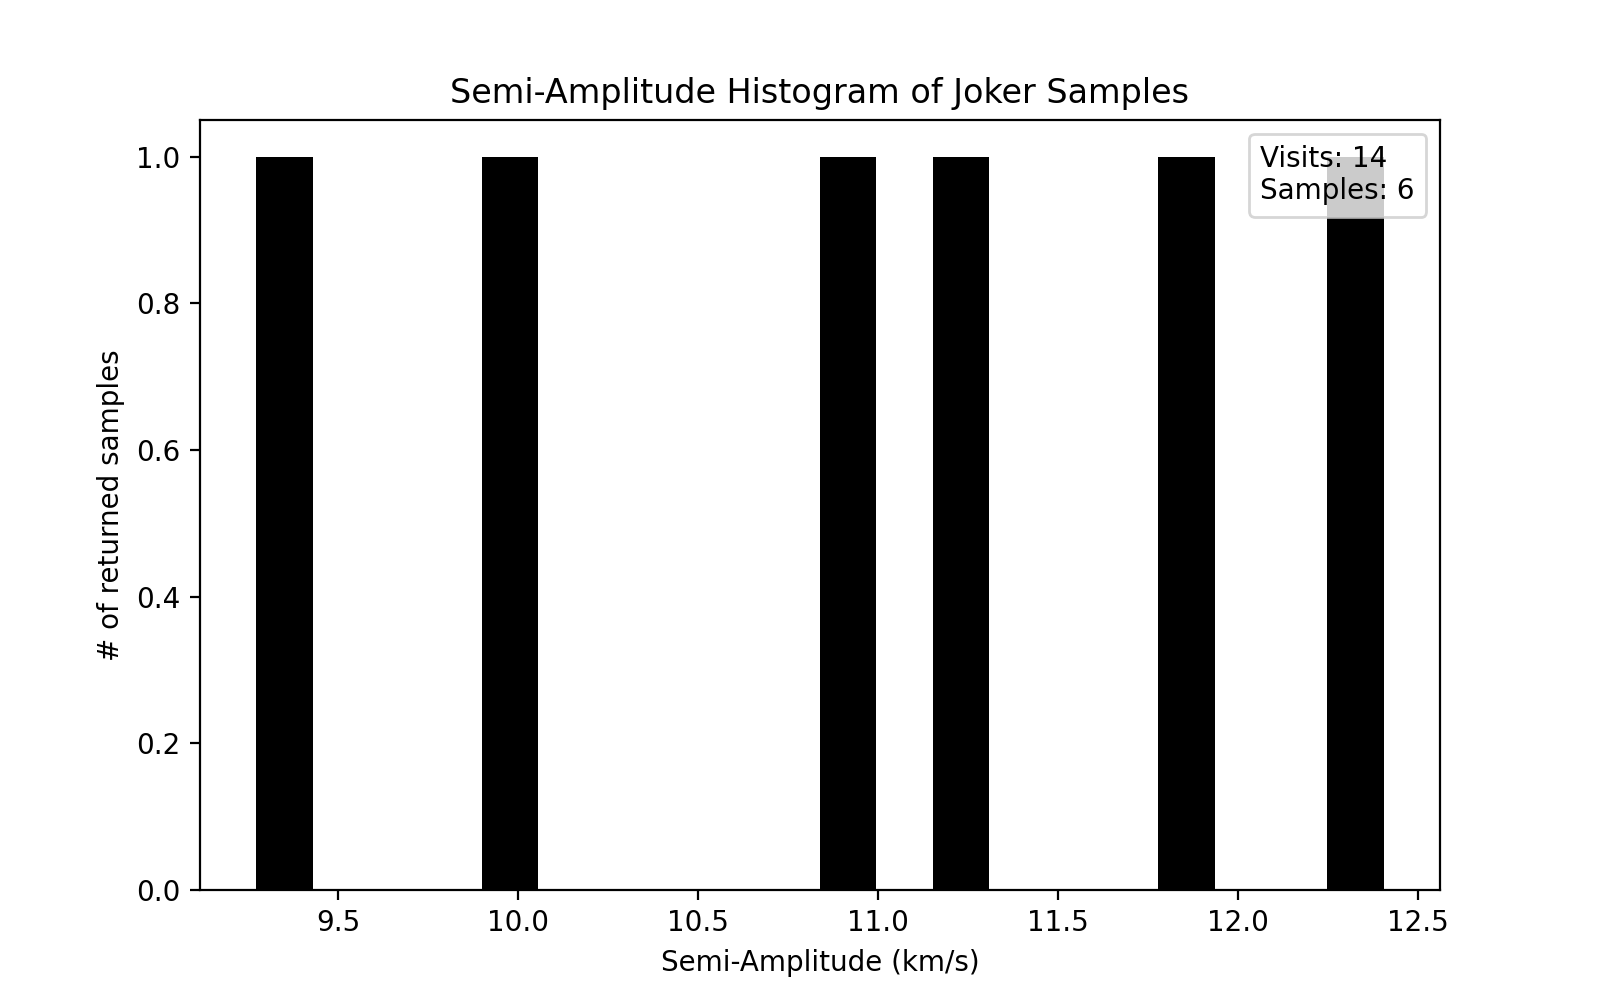 Semi-Amplitude Histogram of Joker Samples
Visits: 14
Samples: 6
1.0
0.8
0.6
0.4
0.2
0.0
# of returned samples
9.5 10.0 10.5 11.0 11.5 12.0 12.5
Semi-Amplitude (km/s)